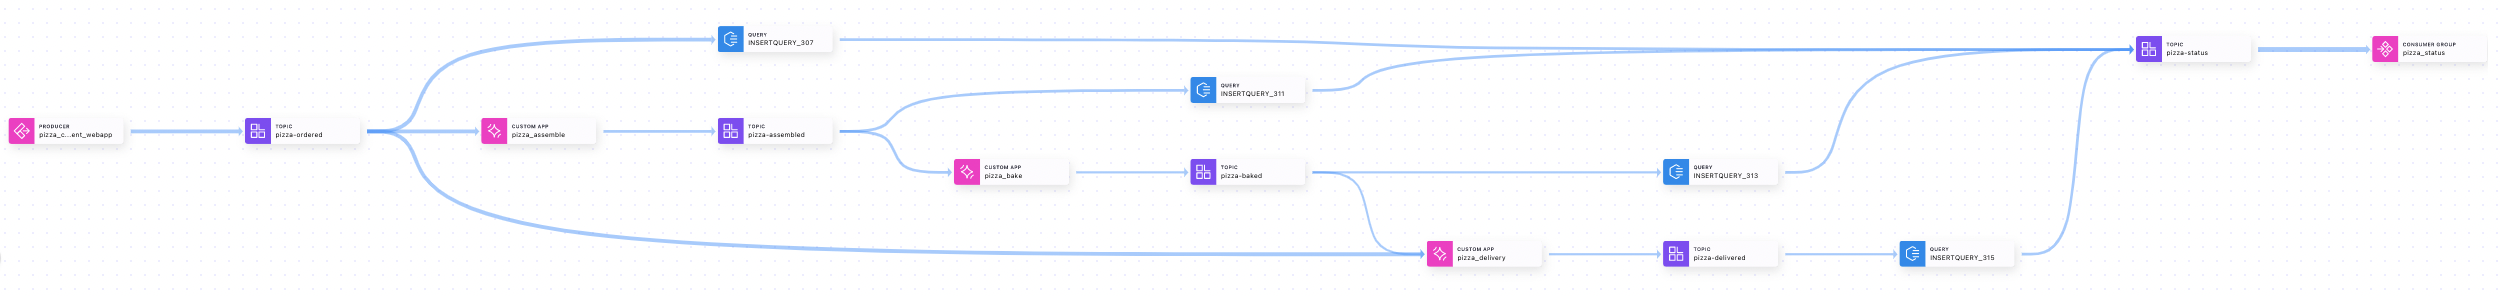 QUERY
INSERTQUERY_307
TOPIC
pizza-status
CONSUMER GROUP
pizza_status
QUERY
INSERTQUERY_311
PRODUCER
pizza_c...ent_webapp
TOPIC
pizza-ordered
CUSTOM APP
pizza_assemble
TOPIC
pizza-assembled
CUSTOM APP
pizza_bake
TOPIC
pizza-baked
QUERY
INSERTQUERY_313
CUSTOM APP
pizza_delivery
TOPIC
pizza-delivered
QUERY
INSERTQUERY_315